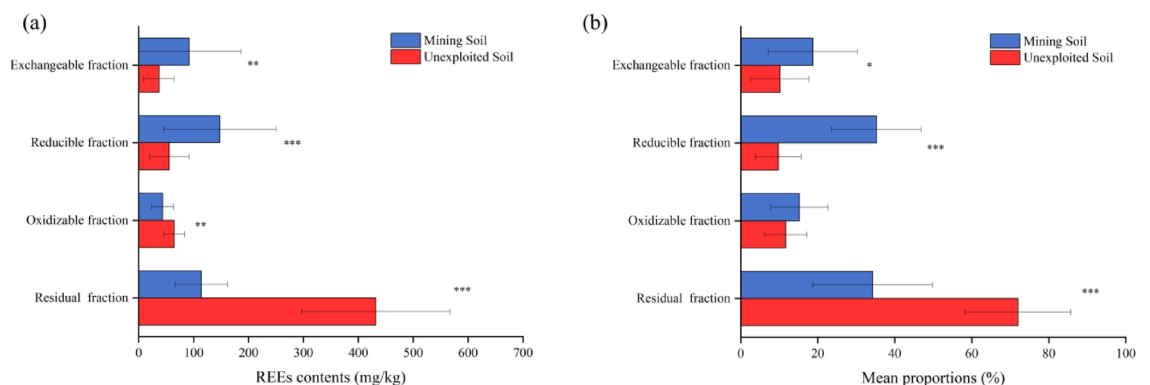 (a)
Mining Soil
Unexploited Soil
Exchangeable fraction
**
Reducible fraction
***
Oxidizable fraction
**
Residual fraction
***
0 100 200 300 400 500 600 700
REEs contents (mg/kg)
(b)
Mining Soil
Unexploited Soil
Exchangeable fraction
*
Reducible fraction
***
Oxidizable fraction
Residual fraction
***
0 20 40 60 80 100
Mean proportions (%)